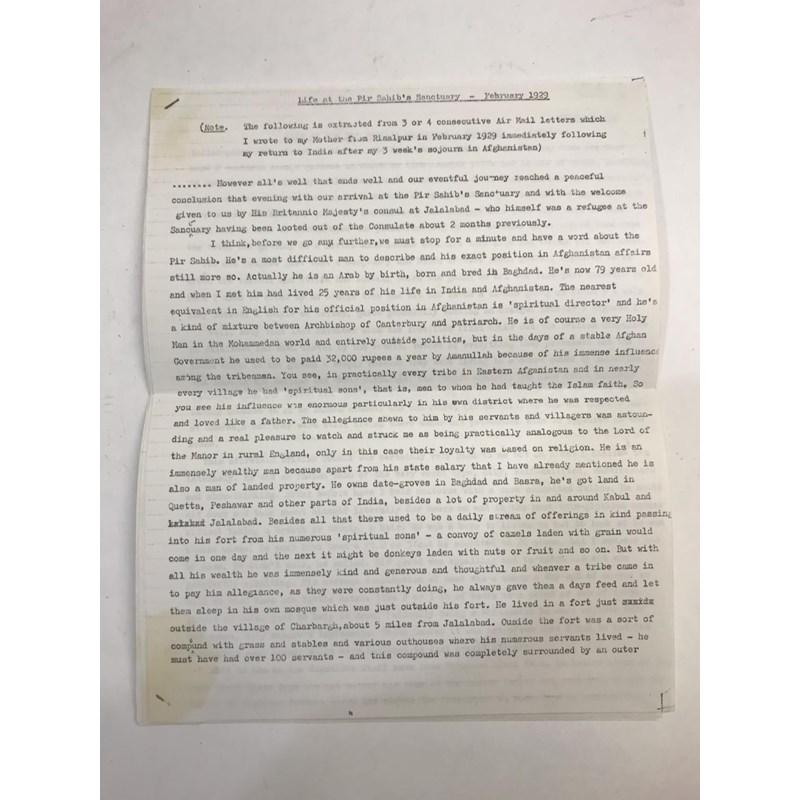 Life at the Pir Sahib's Sanctuary - February 1929
(Note. The following is extracted from 3 or 4 consecutive Air Mail letters which
I wrote to my Mother from Risalpur in February 1929 immediately following
my return to India after my 3 week's sojourn in Afghanistan)
........ However all's well that ends well and our eventful journey reached a peaceful
conclusion that evening with our arrival at the Pir Sahib's Sanctuary and with the welcome
given to us by His Britannic Majesty's consul at Jalalabad - who himself was a refugee at the
Sanctuary having been looted out of the Consulate about 2 months previously.
I think,before we go any further,we must stop for a minute and have a word about the
Pir Sahib. He's a most difficult man to describe and his exact position in Afghanistan affairs
still more so. Actually he is an Arab by birth, born and bred in Baghdad. He's now 79 years old
and when I met him had lived 25 years of his life in India and Afghanistan. The nearest
equivalent in English for his official position in Afghanistan is 'spiritual director' and he's
a kind of mixture between Archbishop of Canterbury and patriarch. He is of course a very Holy
Man in the Mohammedan world and entirely outside politics, but in the days of a stable Afghan
Government he used to be paid 32,000 rupees a year by Amanullah because of his immense influence
among the tribesmen. You see, in practically every tribe in Eastern Afganistan and in nearly
every village he had 'spiritual sons', that is, men to whom he had taught the Islam faith, So
you see his influence was enormous particularly in his own district where he was respected
and loved like a father. The allegiance shewn to him by his servants and villagers was astoun-
ding and a real pleasure to watch and struck me as being practically analogous to the Lord of
the Manor in rural England, only in this case their loyalty was based on religion. He is an
immensely wealthy man because apart from his state salary that I have already mentioned he is
also a man of landed property. He owns date-groves in Baghdad and Basra, he's got land in
Quetta, Peshawar and other parts of India, besides a lot of property in and around Kabul and
Jalalabad. Besides all that there used to be a daily stream of offerings in kind passing
into his fort from his numerous 'spiritual sons' - a convoy of camels laden with grain would
come in one day and the next it might be donkeys laden with nuts or fruit and so on. But with
all his wealth he was immensely kind and generous and thoughtful and whenver a tribe came in
to pay him allegiance, as they were constantly doing, he always gave them a days feed and let
them sleep in his own mosque which was just outside his fort. He lived in a fort just
outside the village of Charbargh,about 5 miles from Jalalabad. Ouside the fort was a sort of
compound with grass and stables and various outhouses where his numerous servants lived - he
must have had over 100 servants - and this compound was completely surrounded by an outer